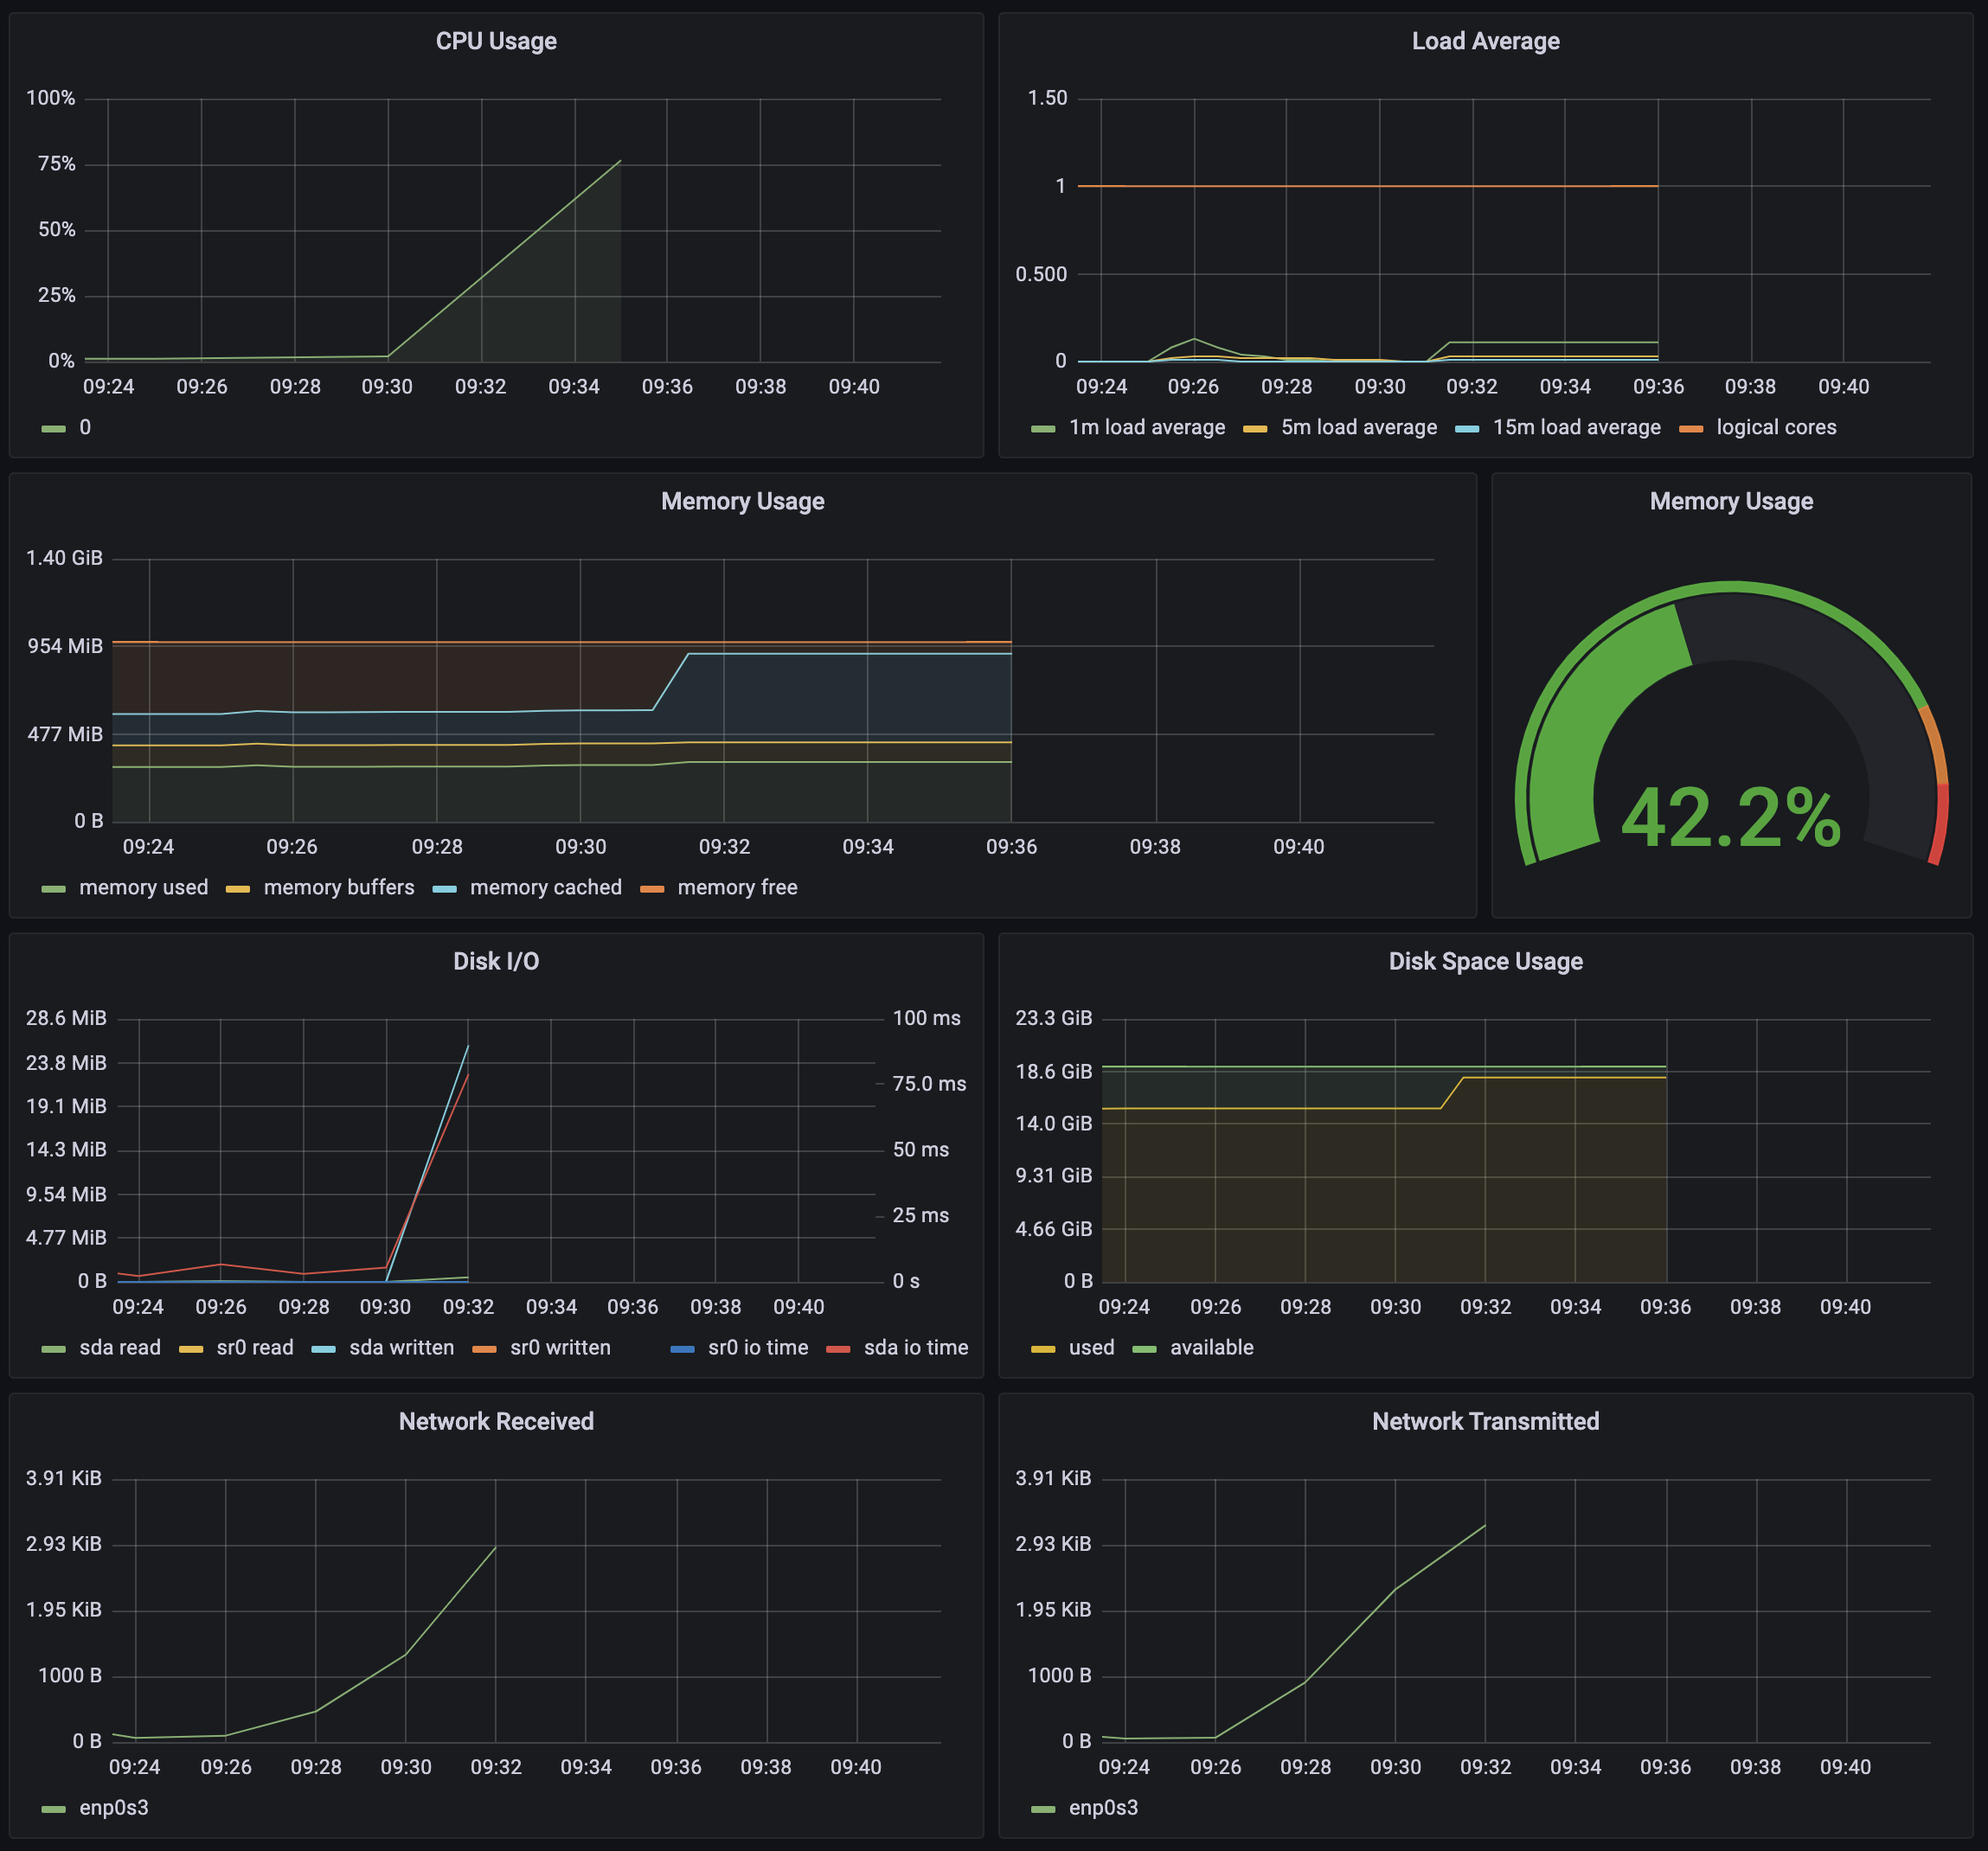 CPU Usage
100%
75%
50%
25%
0%
09:24 09:26 09:28 09:30 09:32 09:34 09:36 09:38 09:40
0
Load Average
1.50
1
0.500
0
09:24 09:26 09:28 09:30 09:32 09:34 09:36 09:38 09:40
1m load average 5m load average 15m load average logical cores
Memory Usage
1.40 GiB
954 MiB
477 MiB
0 B
09:24 09:26 09:28 09:30 09:32 09:34 09:36 09:38 09:40
memory used memory buffers memory cached memory free
Memory Usage
42.2%
Disk I/O
28.6 MiB
23.8 MiB
19.1 MiB
14.3 MiB
9.54 MiB
4.77 MiB
0 B
100 ms
75.0 ms
50 ms
25 ms
0 s
09:24 09:26 09:28 09:30 09:32 09:34 09:36 09:38 09:40
sda read sr0 read sda written sr0 written sr0 io time sda io time
Disk Space Usage
23.3 GiB
18.6 GiB
14.0 GiB
9.31 GiB
4.66 GiB
0 B
09:24 09:26 09:28 09:30 09:32 09:34 09:36 09:38 09:40
used available
Network Received
3.91 KiB
2.93 KiB
1.95 KiB
1000 B
0 B
09:24 09:26 09:28 09:30 09:32 09:34 09:36 09:38 09:40
enp0s3
Network Transmitted
3.91 KiB
2.93 KiB
1.95 KiB
1000 B
0 B
09:24 09:26 09:28 09:30 09:32 09:34 09:36 09:38 09:40
enp0s3